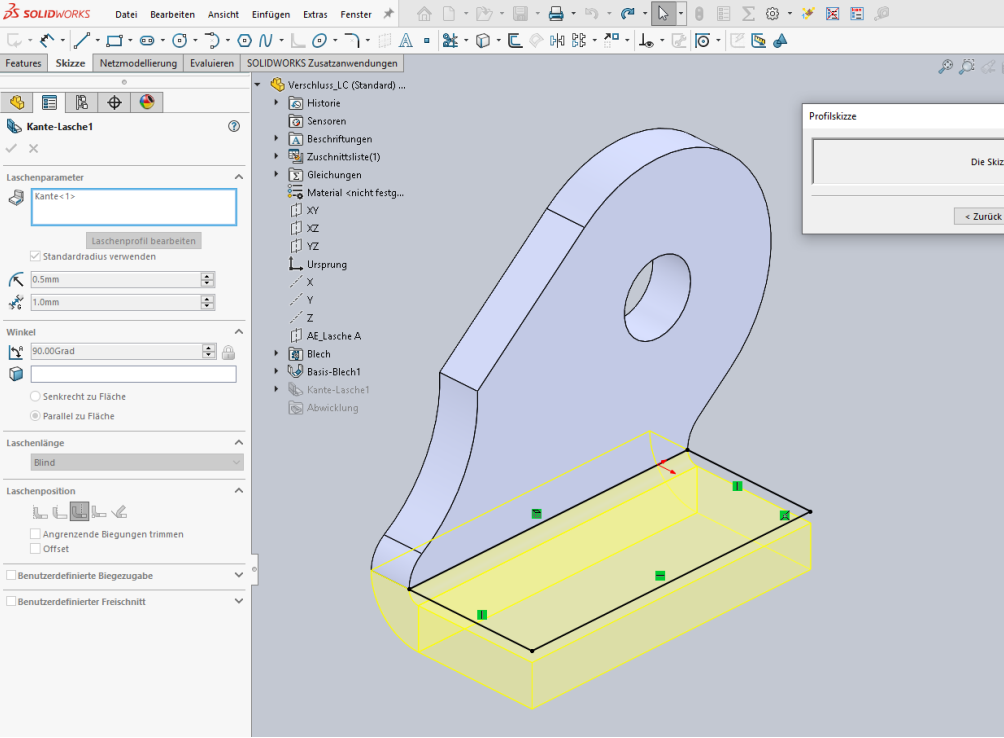 SOLIDWORKS Datei Bearbeiten Ansicht Einfügen Extras Fenster
Features Skizze Netzmodellierung Evaluieren SOLIDWORKS Zusatzanwendungen
Kante-Lasche1
Laschenparameter
Kante<1>
Laschenprofil bearbeiten
Standardradius verwenden
0.5mm
1.0mm
Winkel
90.00Grad
Senkrecht zu Fläche
Parallel zu Fläche
Laschenlänge
Blind
Laschenposition
Angrenzende Biegungen trimmen
Offset
Benutzerdefinierte Biegezugabe
Benutzerdefinierter Freischnitt
Verschluss_LC (Standard) ...
Historie
Sensoren
Beschriftungen
Zuschnittsliste(1)
Gleichungen
Material <nicht festg...
XY
XZ
YZ
Ursprung
X
Y
Z
AE_Lasche A
Blech
Basis-Blech1
Kante-Lasche1
Abwicklung
Profilskizze
Die Skiz
< Zurück